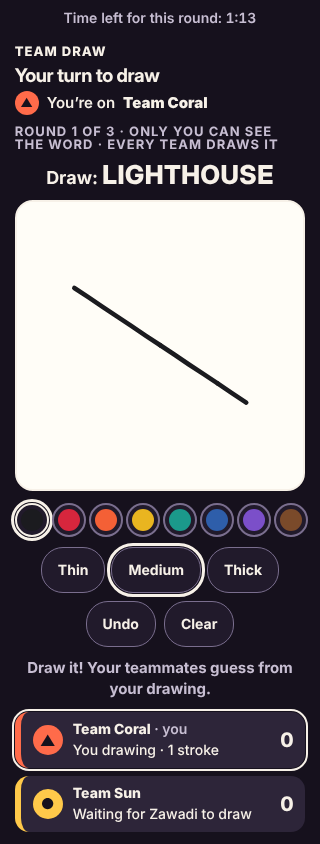 Time left for this round: 1:13
TEAM DRAW
Your turn to draw
You're on Team Coral
ROUND 1 OF 3 · ONLY YOU CAN SEE
THE WORD · EVERY TEAM DRAWS IT
Draw: LIGHTHOUSE
Thin
Medium
Thick
Undo
Clear
Draw it! Your teammates guess from
your drawing.
Team Coral · you
You drawing · 1 stroke
0
Team Sun
Waiting for Zawadi to draw
0